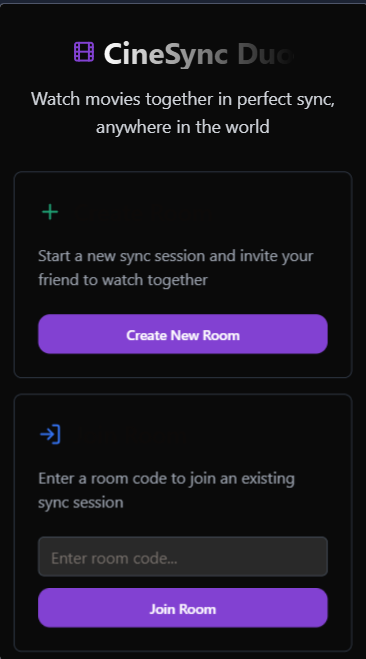 CineSync Duo
Watch movies together in perfect sync,
anywhere in the world
Start a new sync session and invite your
friend to watch together
Create New Room
Enter a room code to join an existing
sync session
Enter room code...
Join Room